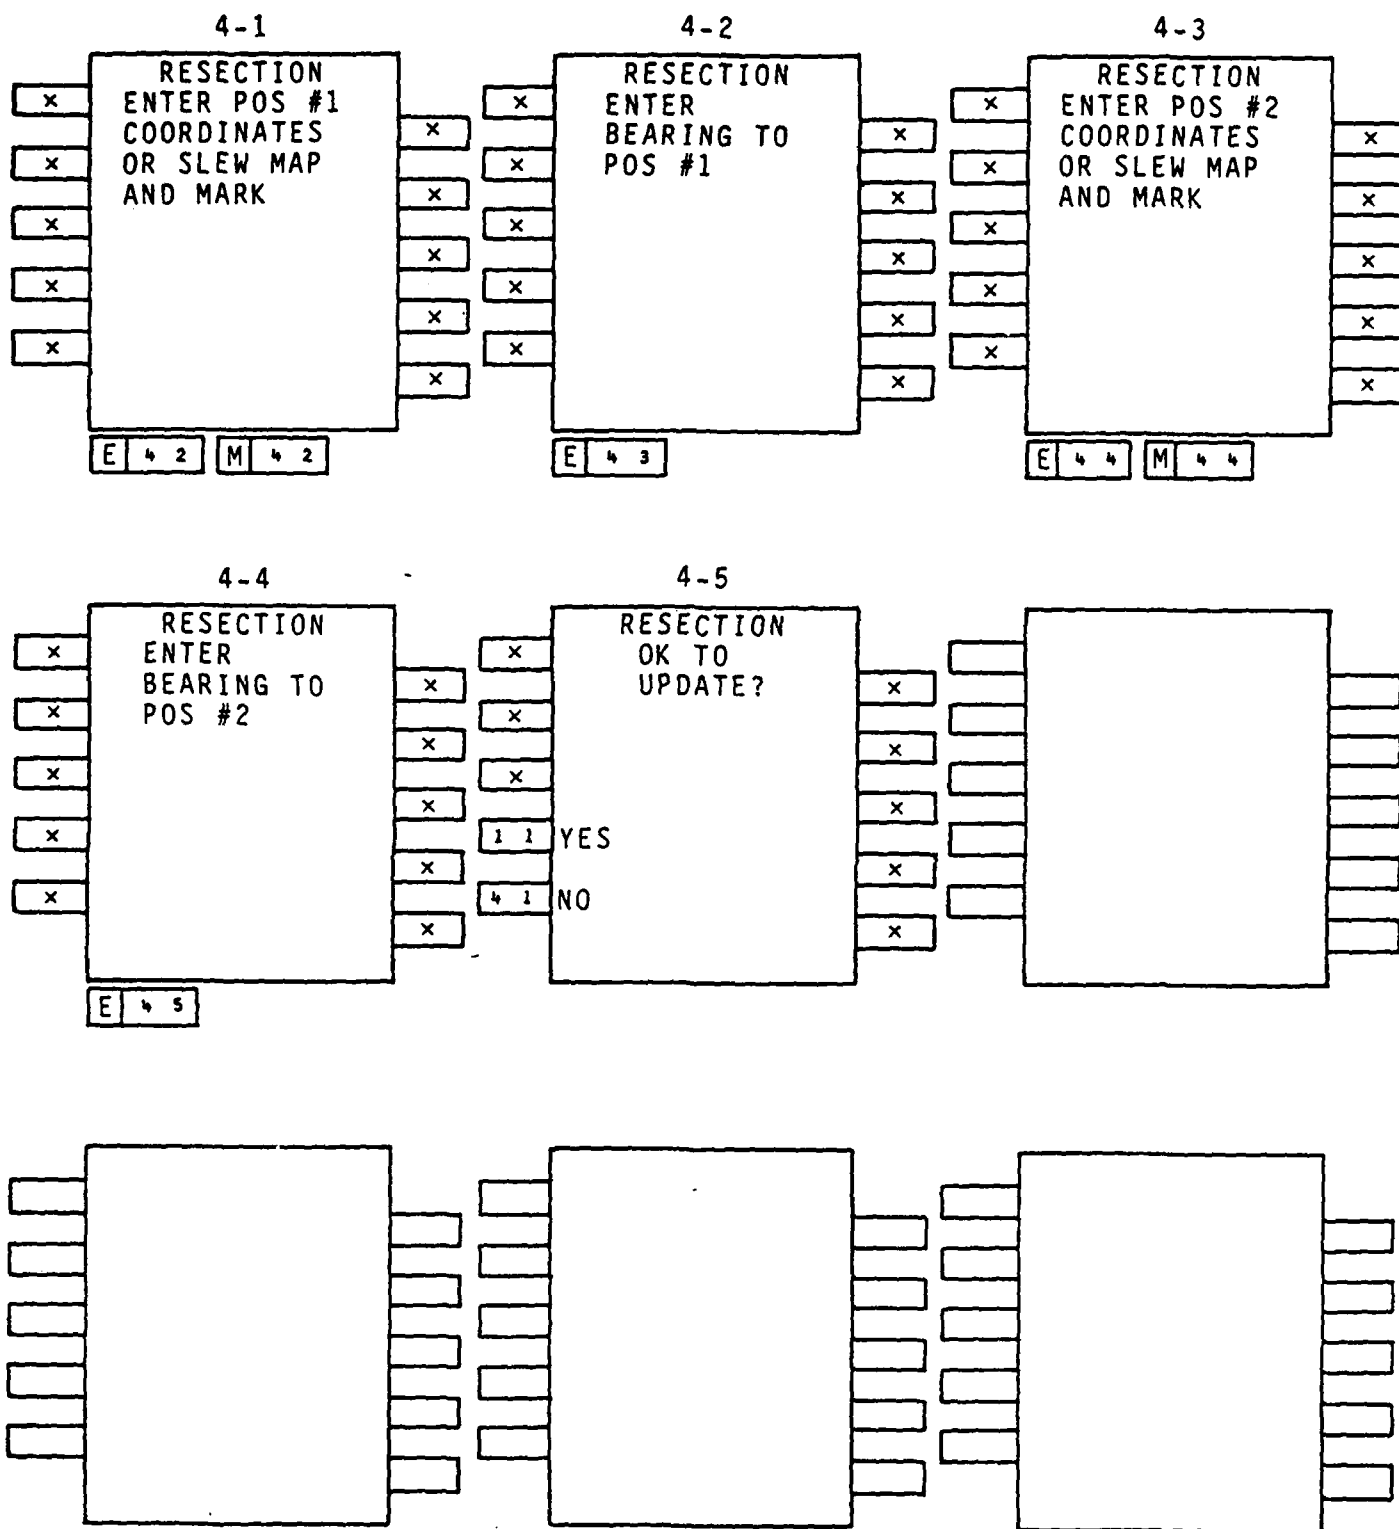 4-1
RESECTION
ENTER POS #1
COORDINATES
OR SLEW MAP
AND MARK
x
x
x
x
x
x
x
x
x
x
E 4 2 M 4 2
4-2
RESECTION
ENTER
BEARING TO
POS #1
x
x
x
x
x
x
x
x
x
x
E 4 3
4-3
RESECTION
ENTER POS #2
COORDINATES
OR SLEW MAP
AND MARK
x
x
x
x
x
x
x
x
x
x
E 4 4 M 4 4
4-4
RESECTION
ENTER
BEARING TO
POS #2
x
x
x
x
x
x
x
x
x
x
E 4 5
4-5
RESECTION
OK TO
UPDATE?
x
x
x
1 1 YES
4 1 NO
x
x
x
x
x